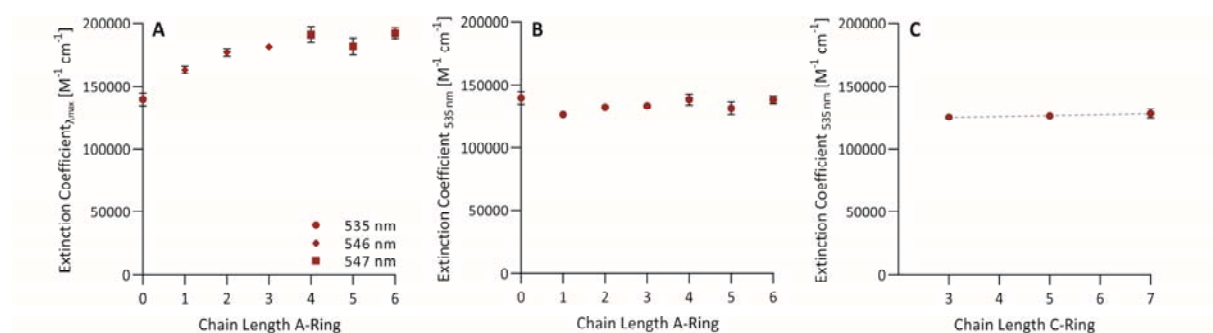 A
Extinction Coefficient λmax [M⁻¹ cm⁻¹]
200000
150000
100000
50000
0
535 nm
546 nm
547 nm
0 1 2 3 4 5 6
Chain Length A-Ring
B
Extinction Coefficient 535 nm [M⁻¹ cm⁻¹]
200000
150000
100000
50000
0
0 1 2 3 4 5 6
Chain Length A-Ring
C
Extinction Coefficient 535 nm [M⁻¹ cm⁻¹]
200000
150000
100000
50000
0
3 4 5 6 7
Chain Length C-Ring